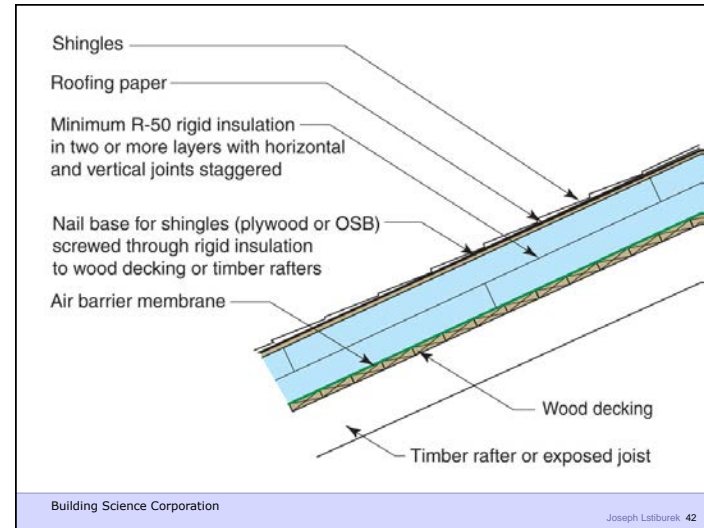 Shingles
Roofing paper
Minimum R-50 rigid insulation
in two or more layers with horizontal
and vertical joints staggered
Nail base for shingles (plywood or OSB)
screwed through rigid insulation
to wood decking or timber rafters
Air barrier membrane
Wood decking
Timber rafter or exposed joist
Building Science Corporation
Joseph Lstiburek 42